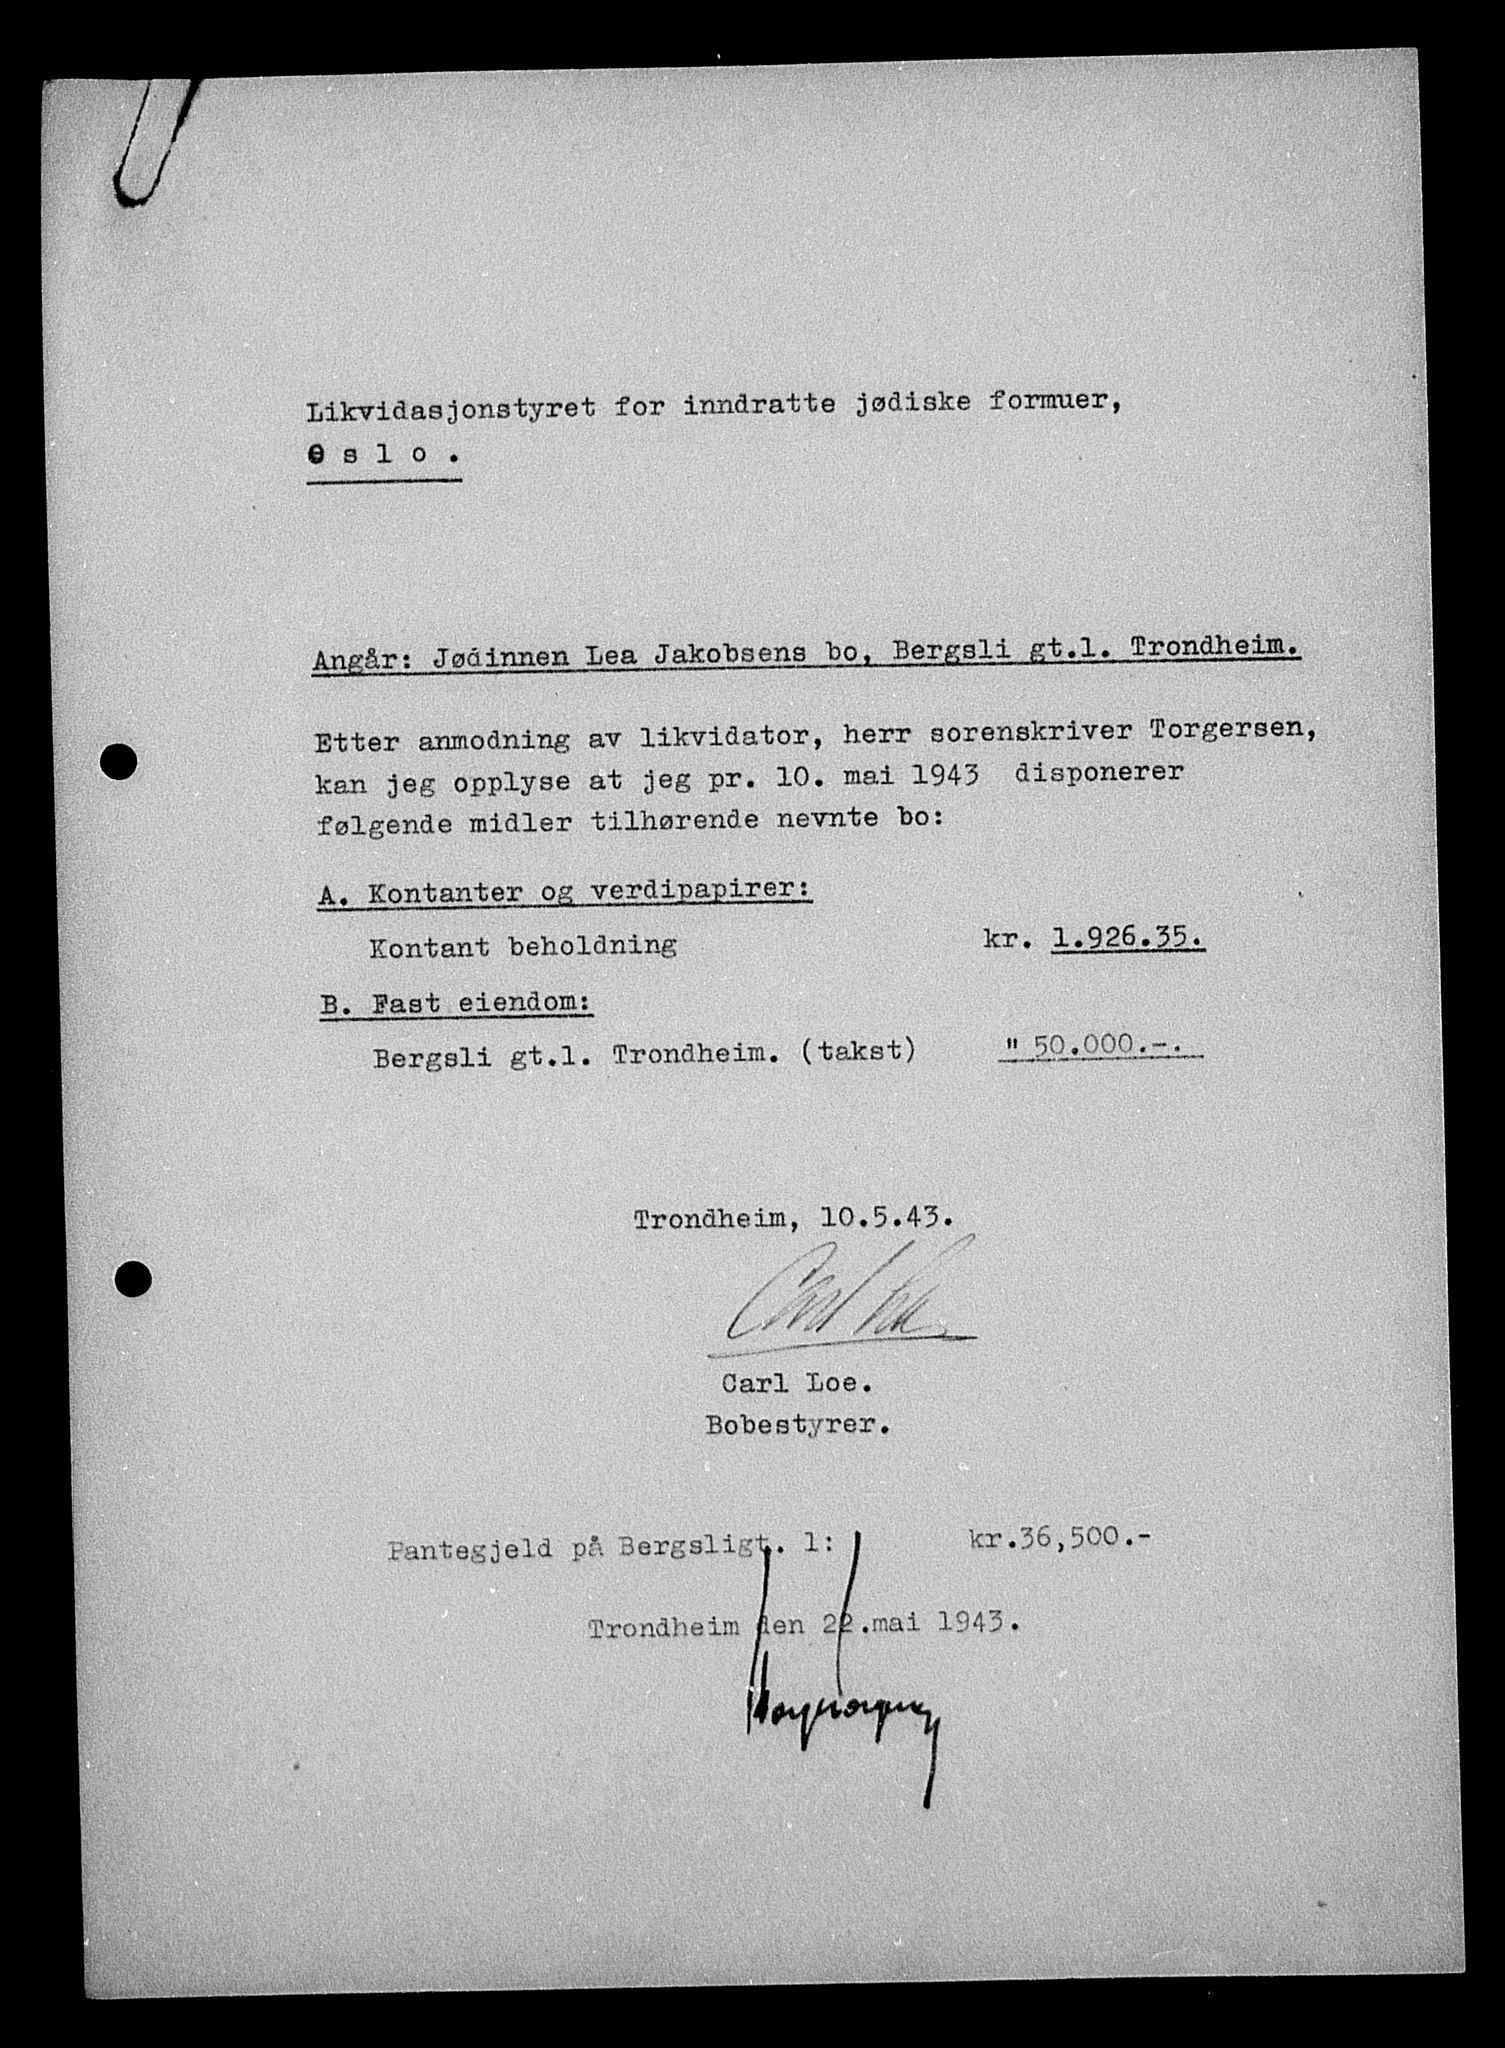 Likvidasjonstyret for inndratte jødiske formuer,
O s l o .
Angår: Jødinnen Lea Jakobsens bo, Bergsli gt.1. Trondheim.
Etter anmodning av likvidator, herr sorenskriver Torgersen,
kan jeg opplyse at jeg pr. 10. mai 1943 disponerer
følgende midler tilhørende nevnte bo:
A. Kontanter og verdipapirer:
Kontant beholdning kr. 1.926.35.
B. Fast eiendom:
Bergsli gt.1. Trondheim. (takst) " 50.000.-.
Trondheim, 10.5.43.
Carl Loe
Carl Loe.
Bobestyrer.
Pantegjeld på Bergsligt. 1: kr.36,500.-
Trondheim den 22.mai 1943.